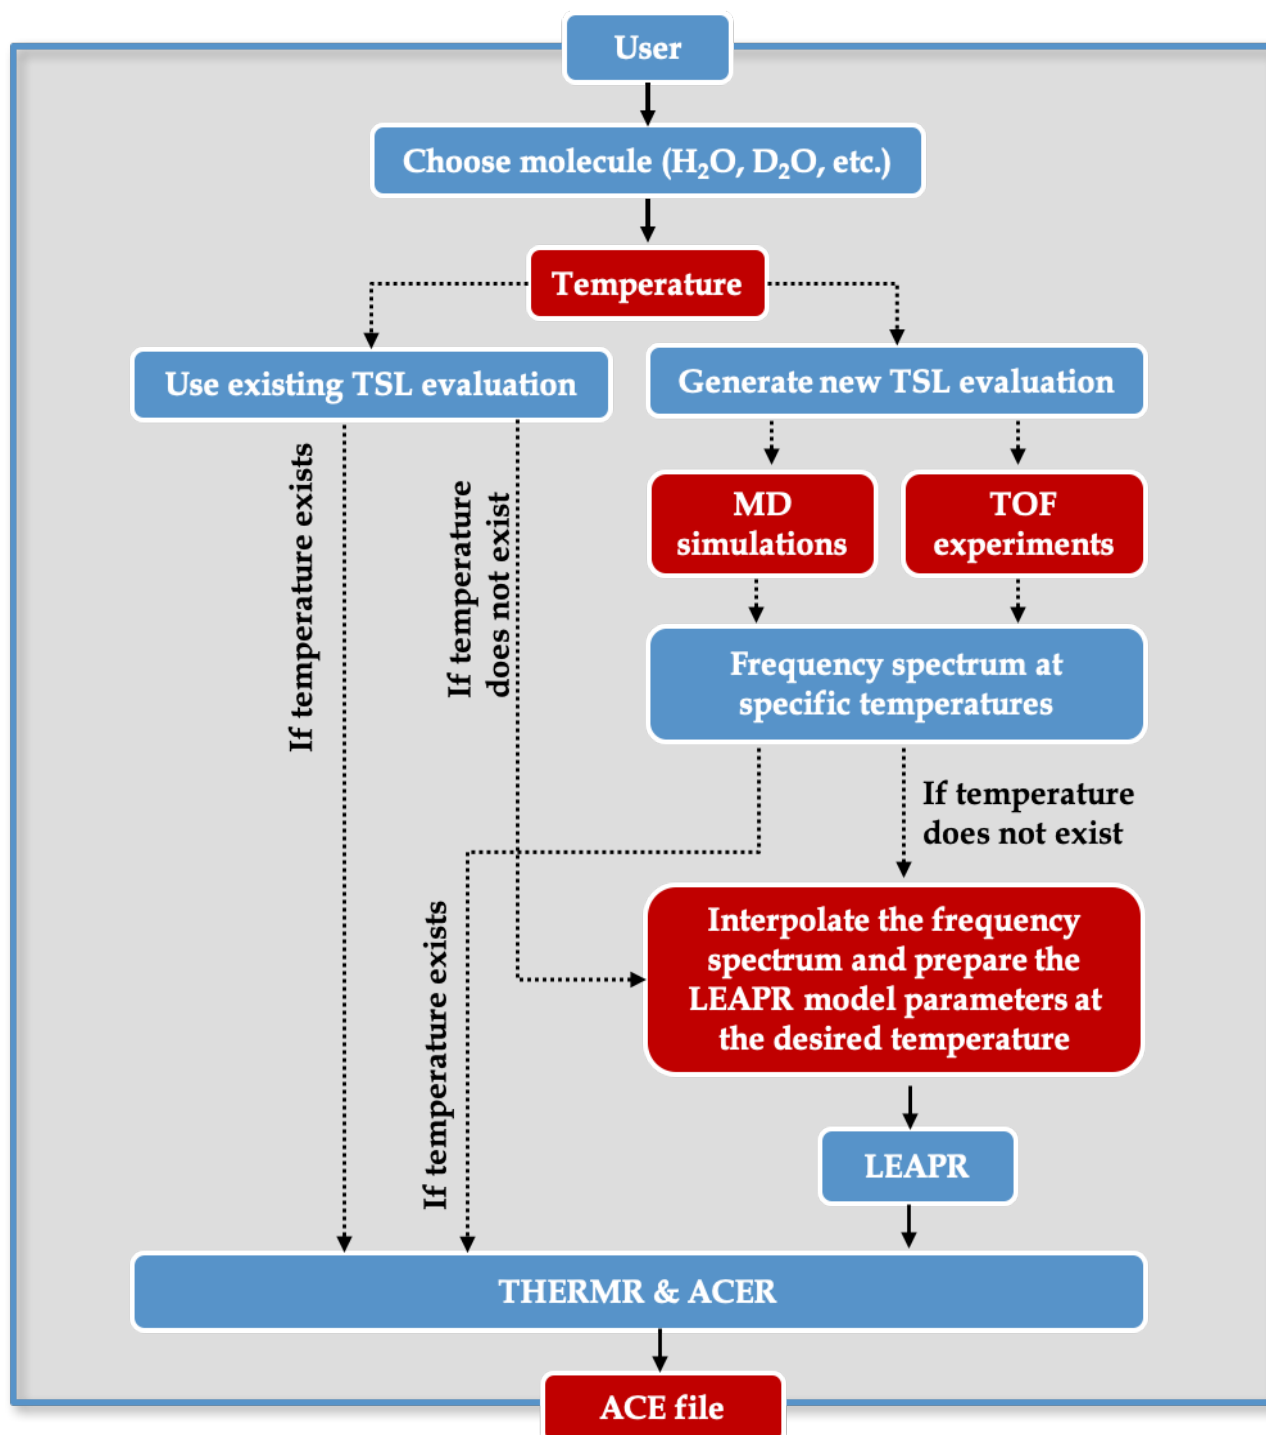 User
Choose molecule (H₂O, D₂O, etc.)
Temperature
Use existing TSL evaluation
Generate new TSL evaluation
If temperature exists
If temperature
does not exist
MD
simulations
TOF
experiments
Frequency spectrum at
specific temperatures
If temperature
does not exist
If temperature exists
Interpolate the frequency
spectrum and prepare the
LEAPR model parameters at
the desired temperature
LEAPR
THERMR & ACER
ACE file